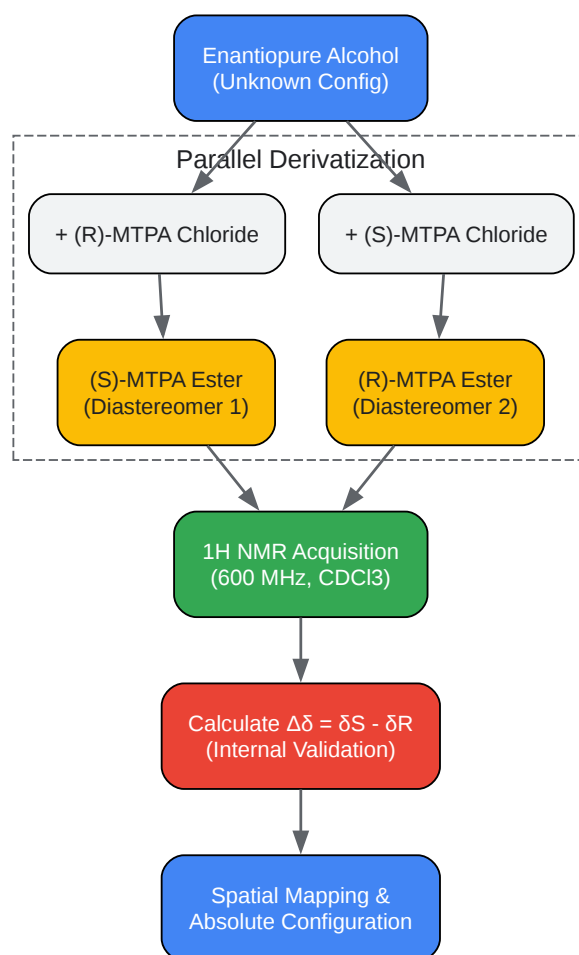 Enantiopure Alcohol
(Unknown Config)
Parallel Derivatization
+ (R)-MTPA Chloride
+ (S)-MTPA Chloride
(S)-MTPA Ester
(Diastereomer 1)
(R)-MTPA Ester
(Diastereomer 2)
1H NMR Acquisition
(600 MHz, CDCl3)
Calculate Δδ = δS - δR
(Internal Validation)
Spatial Mapping &
Absolute Configuration